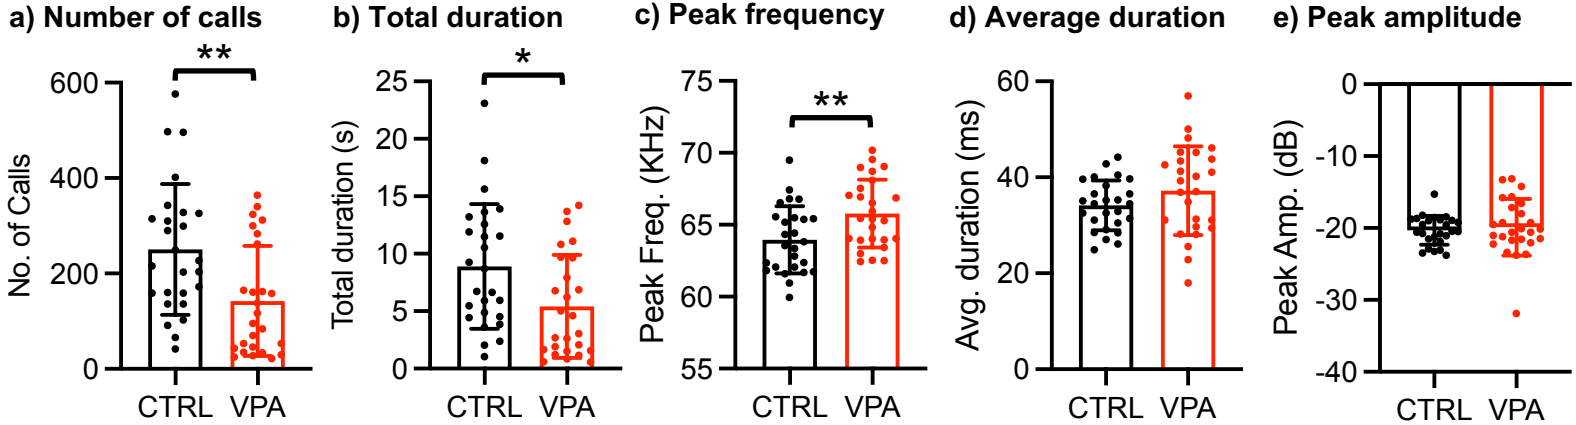 a) Number of calls
**
No. of Calls
600
400
200
0
CTRL VPA
b) Total duration
*
Total duration (s)
25
20
15
10
5
0
CTRL VPA
c) Peak frequency
**
Peak Freq. (KHz)
75
70
65
60
55
CTRL VPA
d) Average duration
Avg. duration (ms)
60
40
20
0
CTRL VPA
e) Peak amplitude
Peak Amp. (dB)
0
-10
-20
-30
-40
CTRL VPA